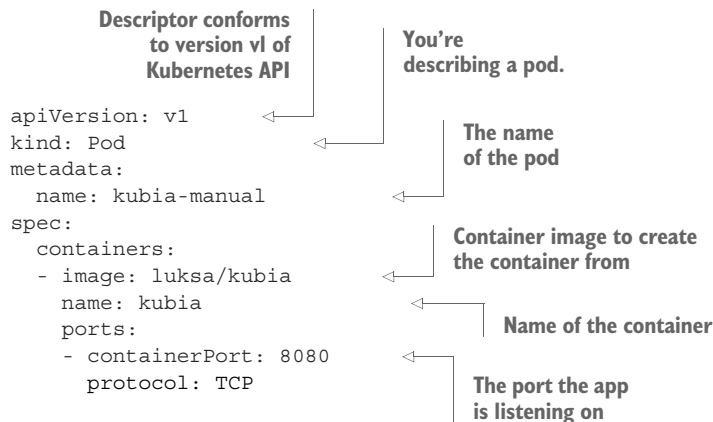 Descriptor conforms
to version v1 of
Kubernetes API
You're
describing a pod.
apiVersion: v1
kind: Pod
metadata:
  name: kubia-manual
The name
of the pod
spec:
  containers:
  - image: luksa/kubia
    name: kubia
    ports:
    - containerPort: 8080
      protocol: TCP
Container image to create
the container from
Name of the container
The port the app
is listening on